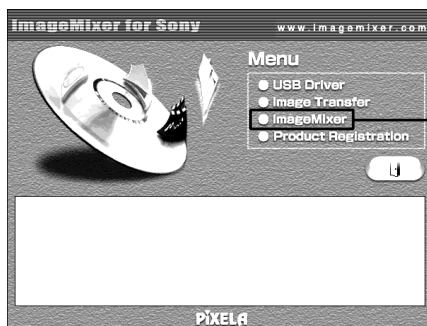 ImageMixer for Sony
www.imagemixer.com
Menu
USB Driver
Image Transfer
ImageMixer
Product Registration
PIXELA